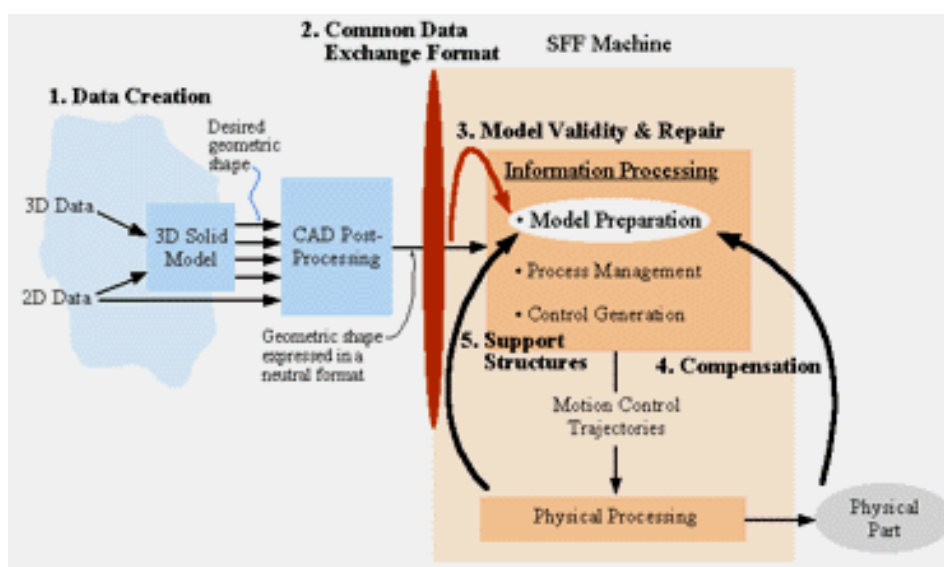 2. Common Data
Exchange Format
SFF Machine
1. Data Creation
Desired
geometric
shape
3. Model Validity & Repair
Information Processing
3D Data
3D Solid
Model
CAD Post-
Processing
• Model Preparation
• Process Management
2D Data
• Control Generation
Geometric shape
expressed in a
neutral format
5. Support
Structures
4. Compensation
Motion Control
Trajectories
Physical Processing
Physical
Part